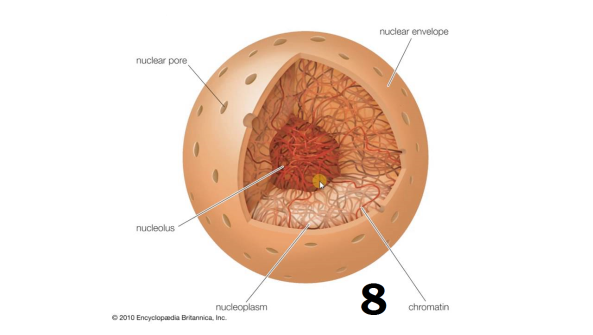 nuclear envelope
nuclear pore
nucleolus
nucleoplasm
8
chromatin
© 2010 Encyclopædia Britannica, Inc.